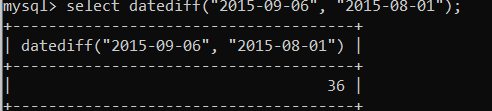 mysql> select datediff("2015-09-06", "2015-08-01");
+-------------------------------------+
| datediff("2015-09-06", "2015-08-01") |
+-------------------------------------+
|                                   36 |
+-------------------------------------+